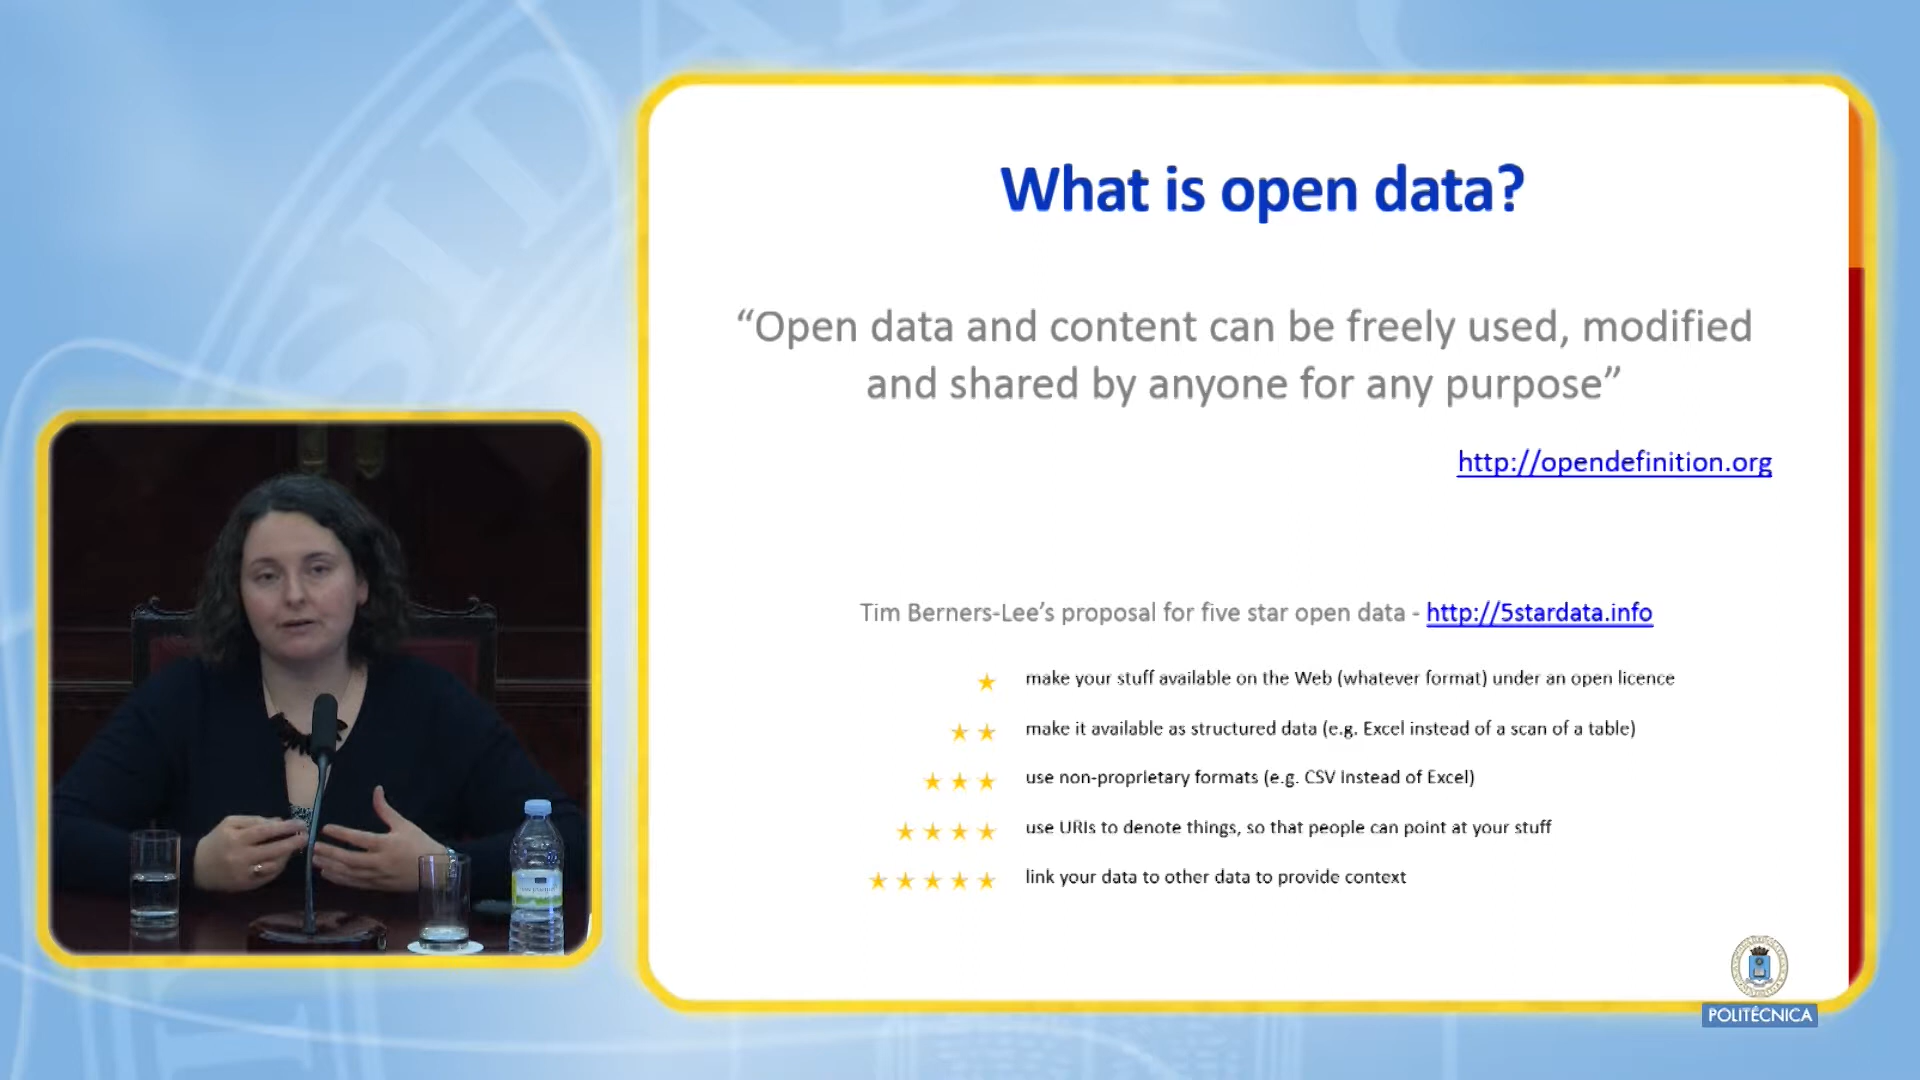 What is open data?
“Open data and content can be freely used, modified
and shared by anyone for any purpose”
http://opendefinition.org
Tim Berners-Lee’s proposal for five star open data - http://5stardata.info
make your stuff available on the Web (whatever format) under an open licence
make it available as structured data (e.g. Excel instead of a scan of a table)
use non-proprietary formats (e.g. CSV instead of Excel)
use URIs to denote things, so that people can point at your stuff
link your data to other data to provide context
POLITÉCNICA